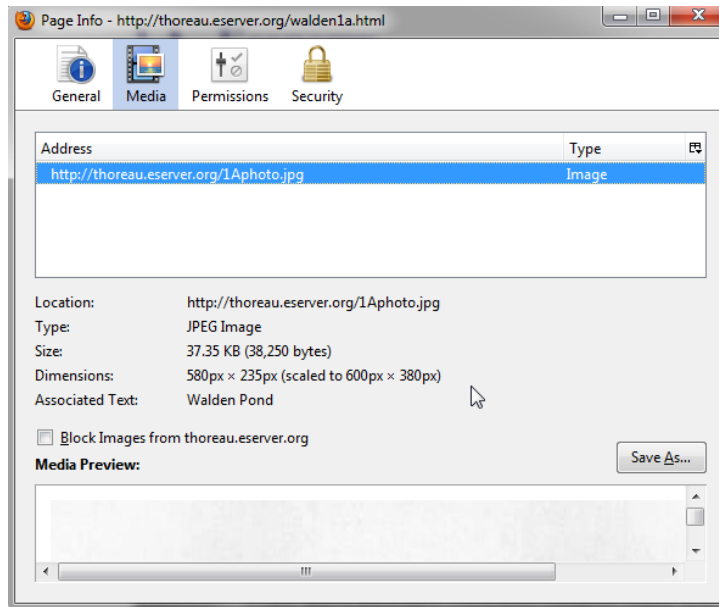 Page Info - http://thoreau.eserver.org/walden1a.html
General Media Permissions Security
Address Type
http://thoreau.eserver.org/1Aphoto.jpg Image
Location: http://thoreau.eserver.org/1Aphoto.jpg
Type: JPEG Image
Size: 37.35 KB (38,250 bytes)
Dimensions: 580px × 235px (scaled to 600px × 380px)
Associated Text: Walden Pond
Block Images from thoreau.eserver.org
Save As...
Media Preview: